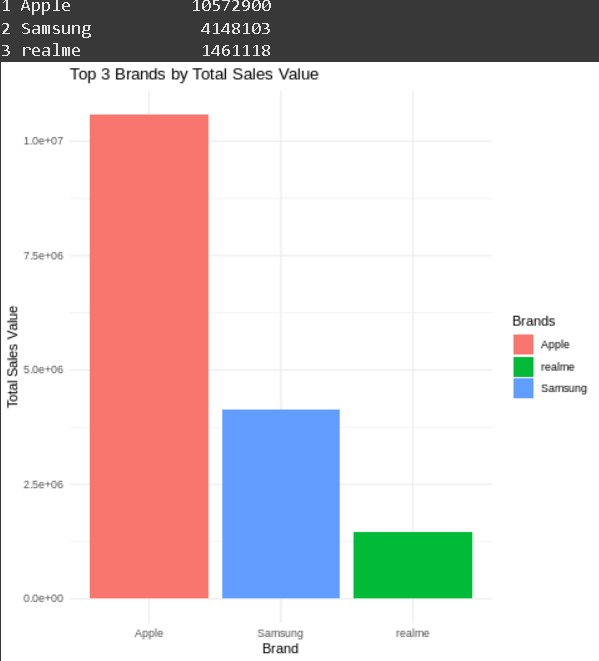 1 Apple 10572900
2 Samsung 4148103
3 realme 1461118
Top 3 Brands by Total Sales Value
1.0e+07
7.5e+06
5.0e+06
2.5e+06
0.0e+00
Total Sales Value
Apple
Samsung
realme
Brand
Brands
Apple
realme
Samsung